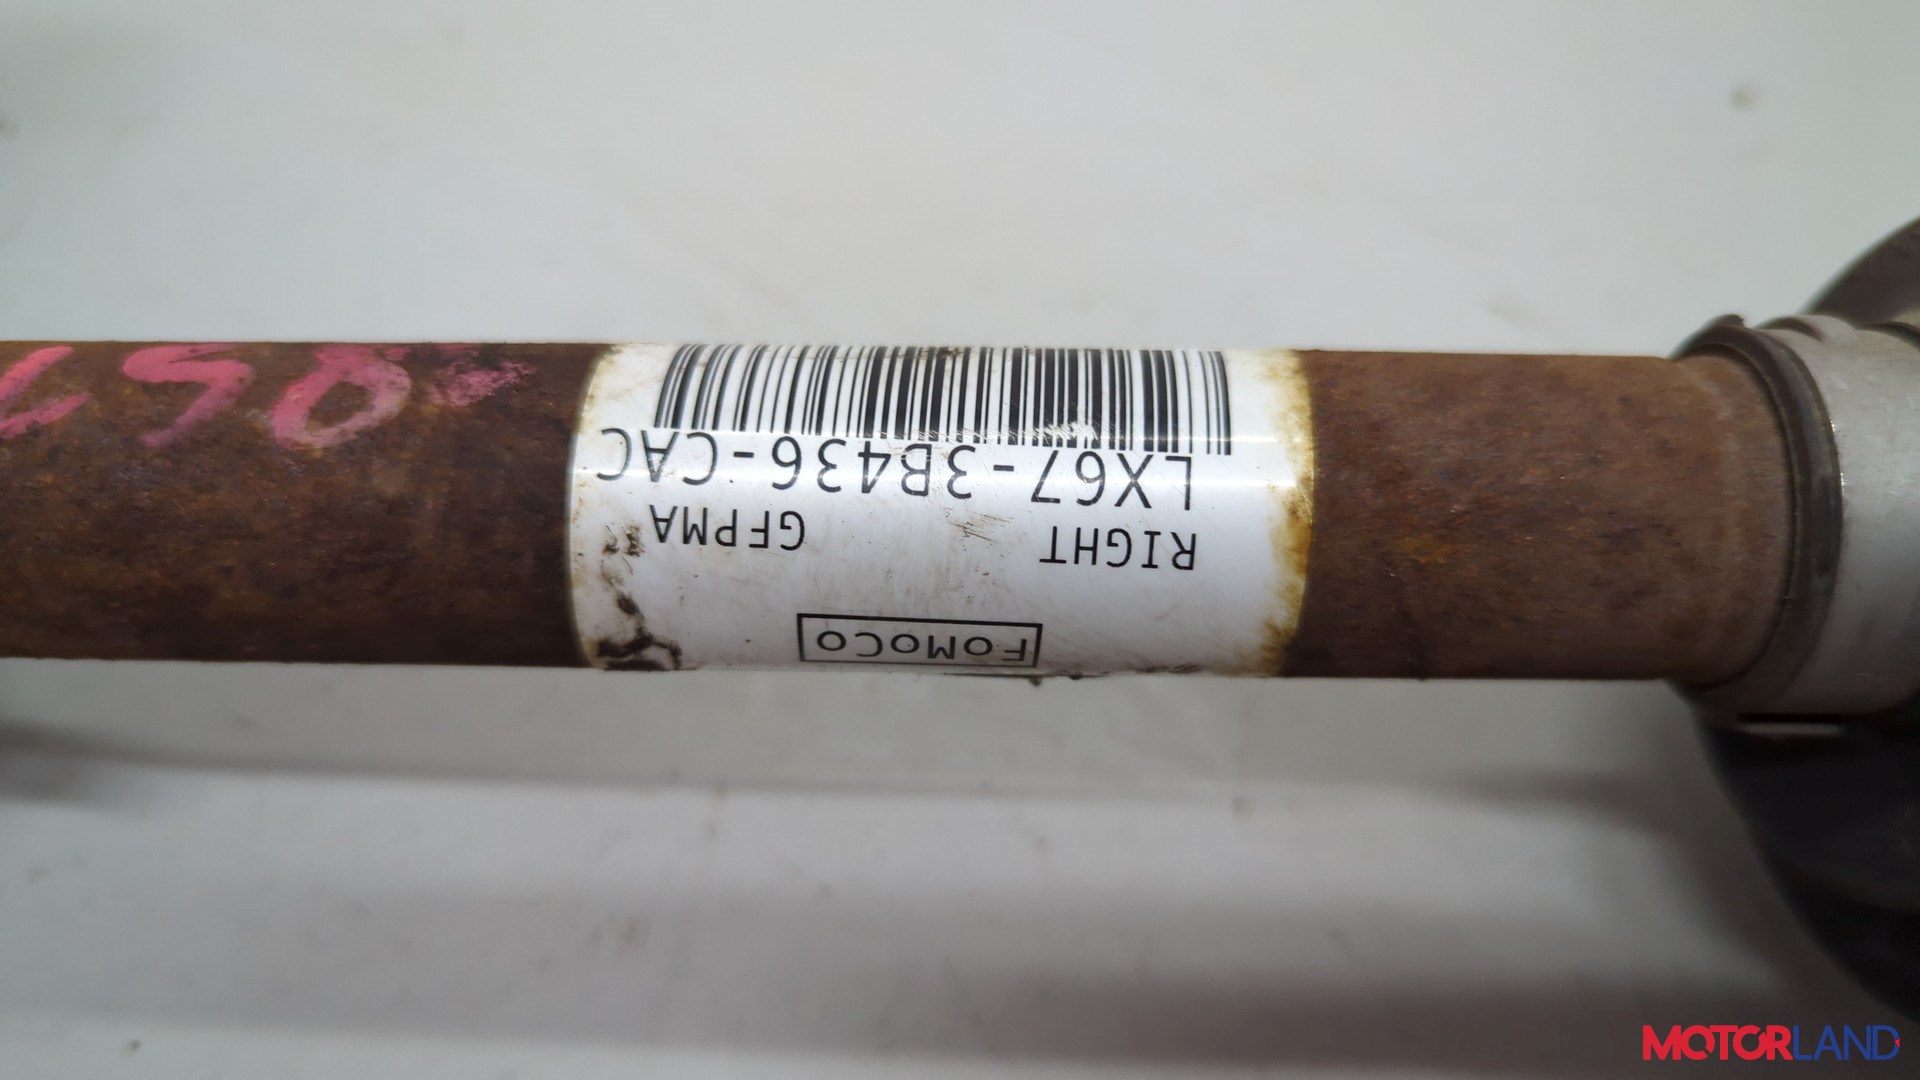 FoMoCo
RIGHT GFPMA
LX67-3B436-CAC
MOTORLAND